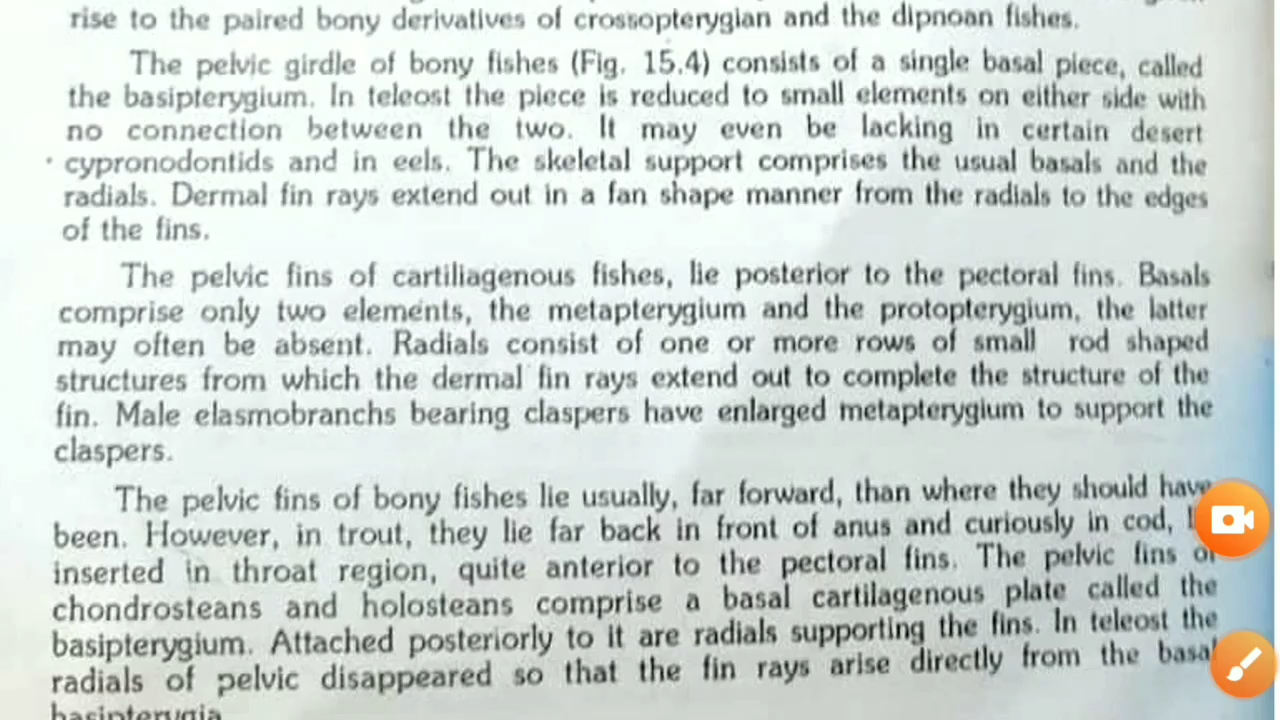 rise to the paired bony derivatives of crossopterygian and the dipnoan fishes.
The pelvic girdle of bony fishes (Fig. 15.4) consists of a single basal piece, called
the basipterygium. In teleost the piece is reduced to small elements on either side with
no connection between the two. It may even be lacking in certain desert
cypronodontids and in eels. The skeletal support comprises the usual basals and the
radials. Dermal fin rays extend out in a fan shape manner from the radials to the edges
of the fins.
The pelvic fins of cartiliagenous fishes, lie posterior to the pectoral fins. Basals
comprise only two elements, the metapterygium and the protopterygium, the latter
may often be absent. Radials consist of one or more rows of small rod shaped
structures from which the dermal fin rays extend out to complete the structure of the
fin. Male elasmobranchs bearing claspers have enlarged metapterygium to support the
claspers.
The pelvic fins of bony fishes lie usually, far forward, than where they should have
been. However, in trout, they lie far back in front of anus and curiously in cod,
inserted in throat region, quite anterior to the pectoral fins. The pelvic fins of
chondrosteans and holosteans comprise a basal cartilagenous plate called the
basipterygium. Attached posteriorly to it are radials supporting the fins. In teleost the
radials of pelvic disappeared so that the fin rays arise directly from the basal
basipterygia